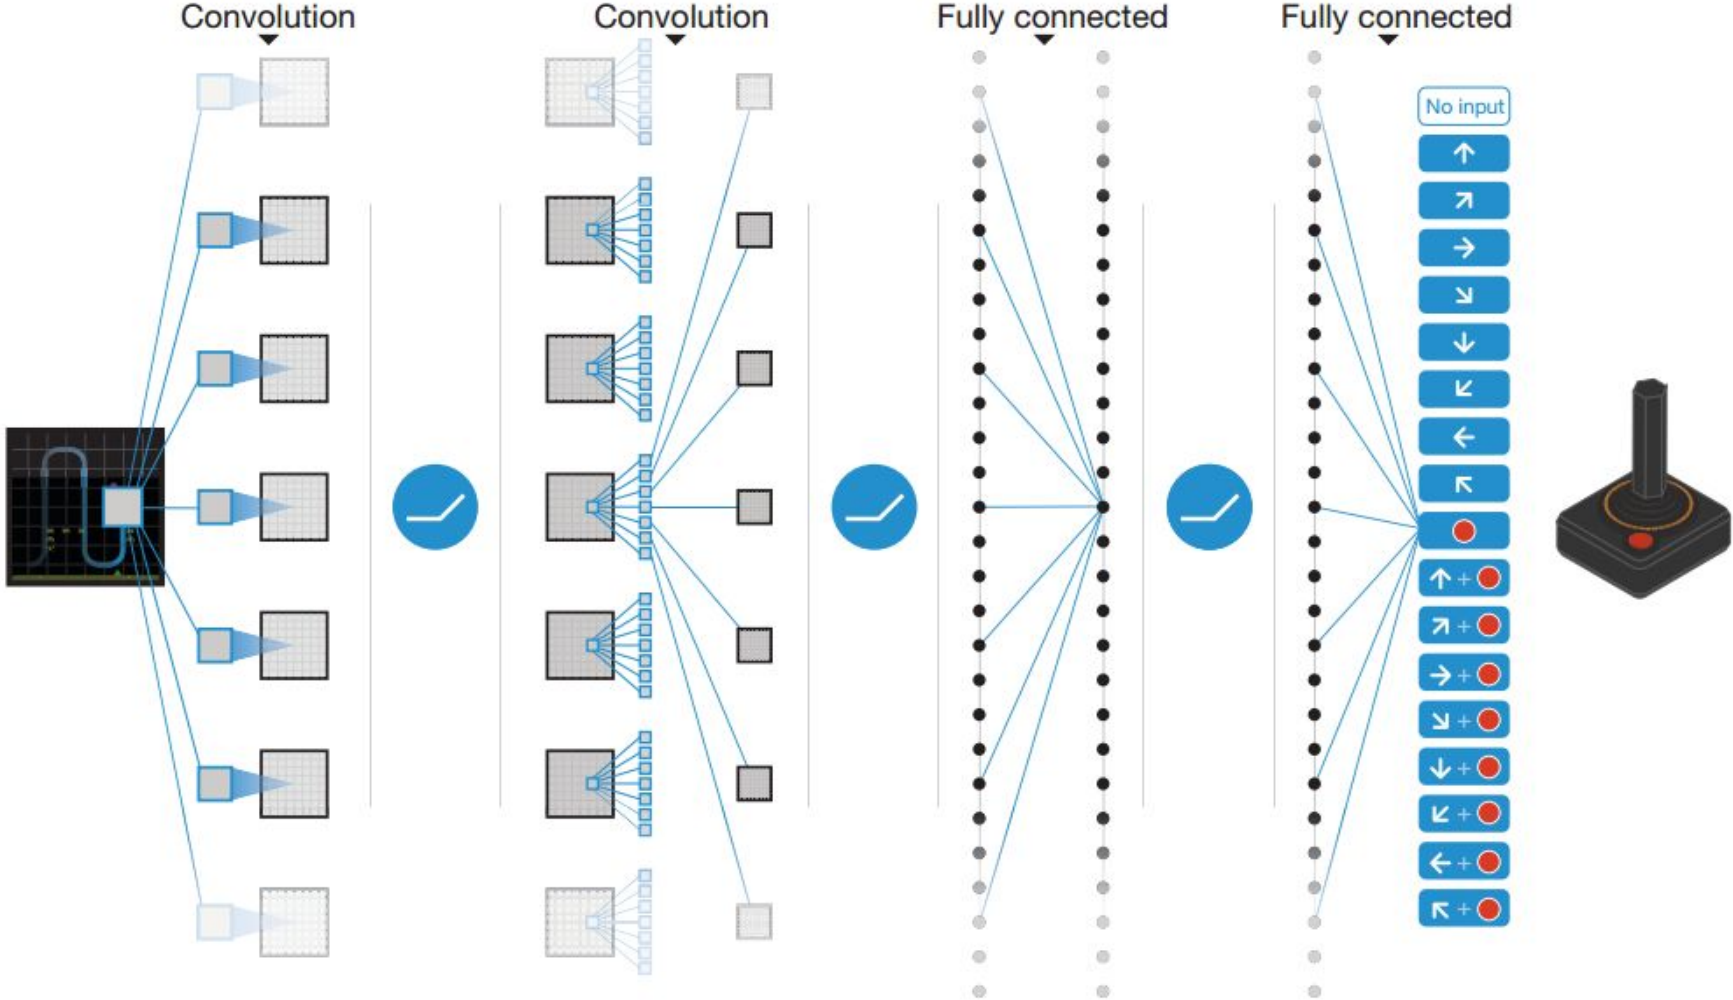 Convolution
Convolution
Fully connected
Fully connected
No input
+
+
+
+
+
+
+
+